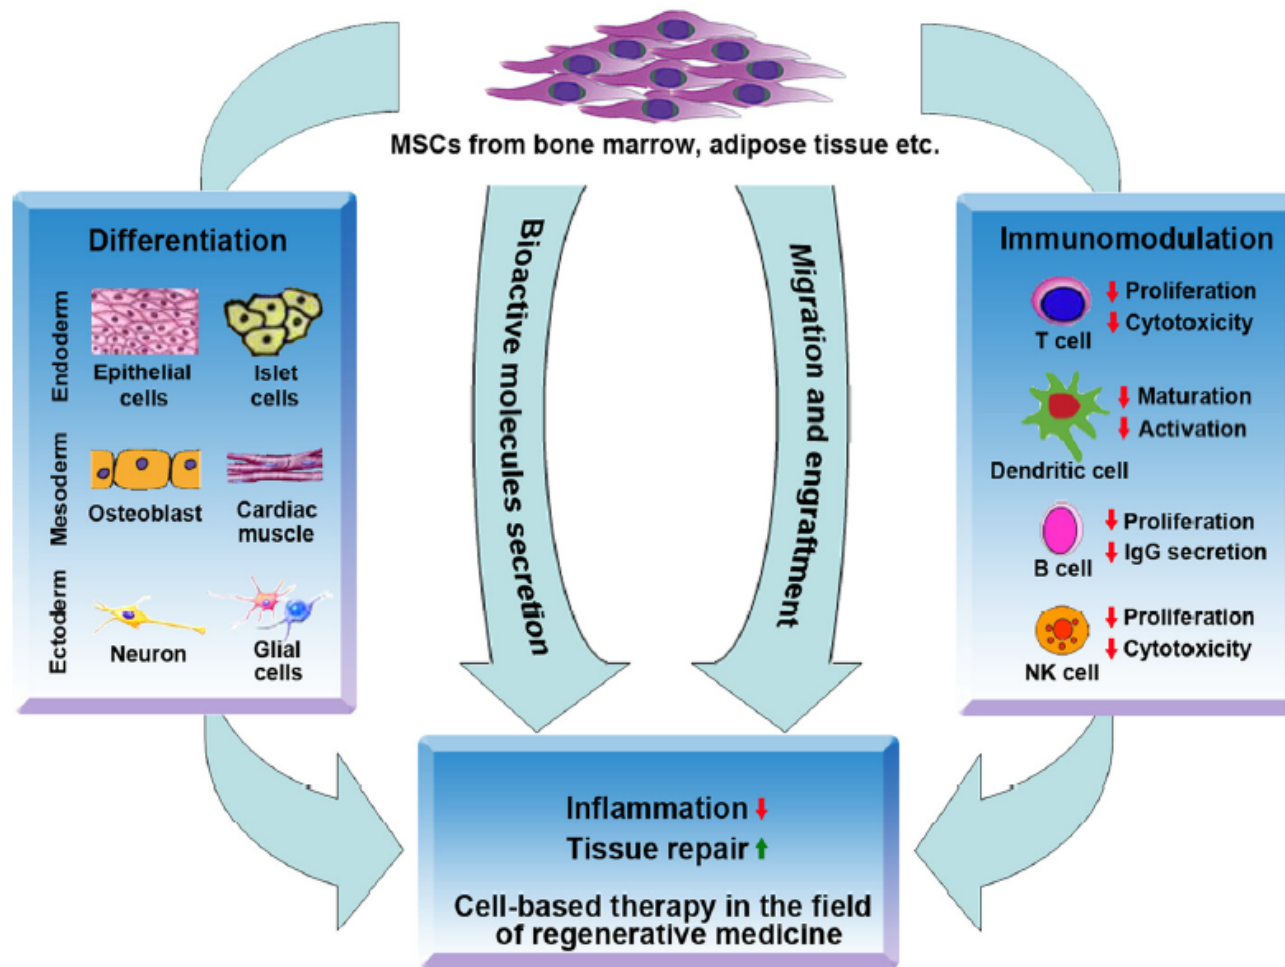 MSCs from bone marrow, adipose tissue etc.
Differentiation
Endoderm
Epithelial
cells
Islet
cells
Mesoderm
Osteoblast
Cardiac
muscle
Ectoderm
Neuron
Glial
cells
Bioactive molecules secretion
Migration and engraftment
Immunomodulation
Proliferation
Cytotoxicity
T cell
Maturation
Activation
Dendritic cell
Proliferation
IgG secretion
B cell
Proliferation
Cytotoxicity
NK cell
Inflammation
Tissue repair
Cell-based therapy in the field
of regenerative medicine